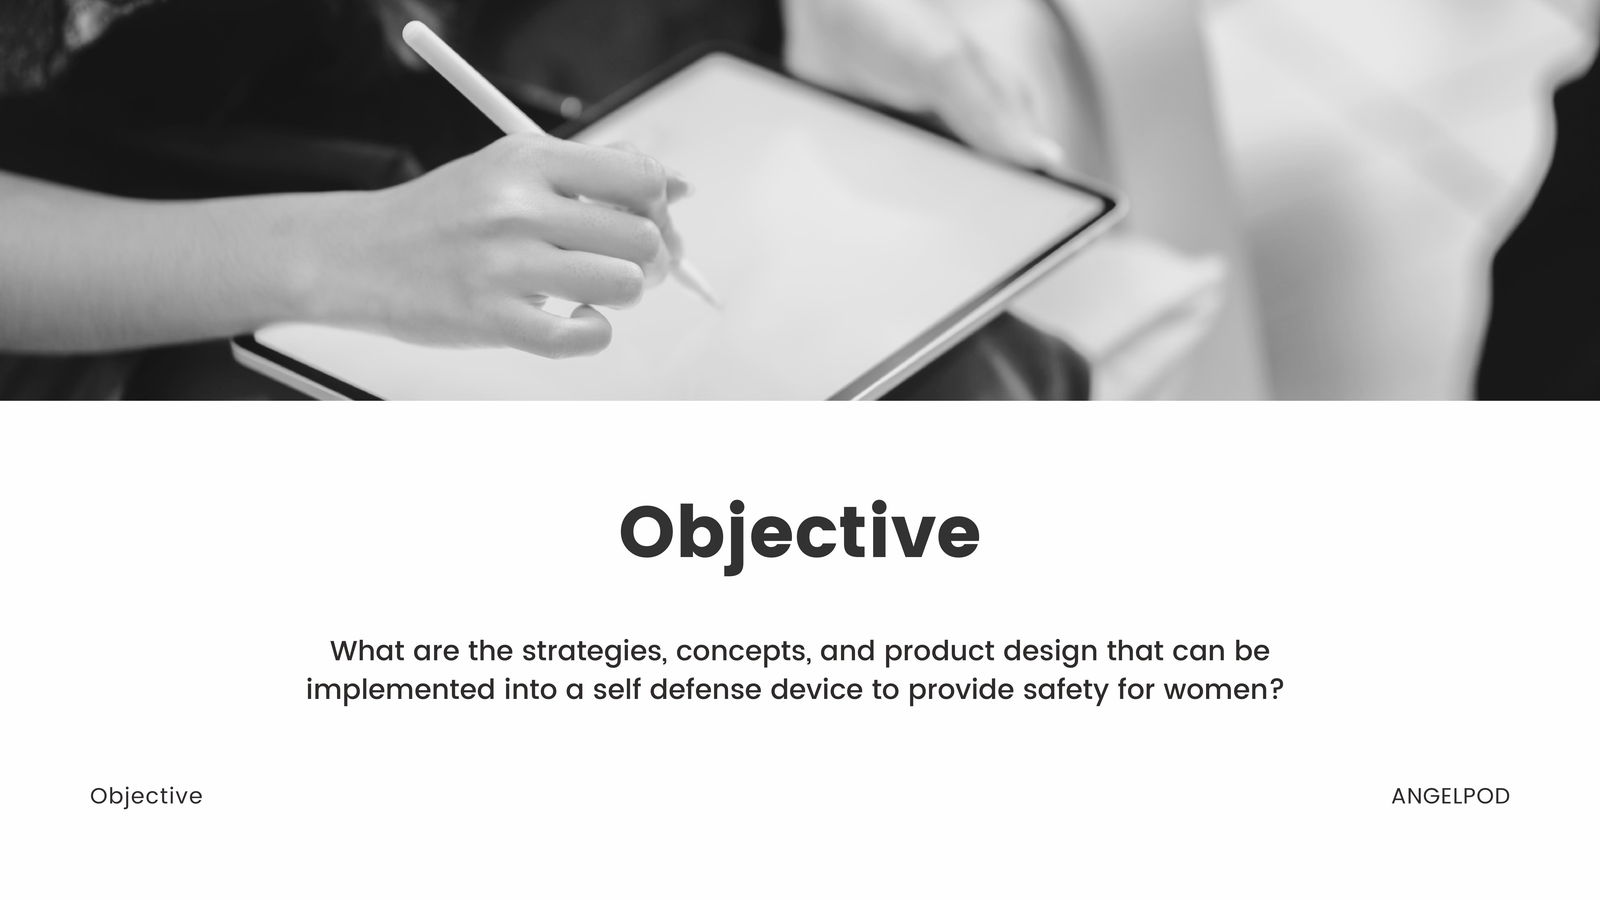 Objective
What are the strategies, concepts, and product design that can be
implemented into a self defense device to provide safety for women?
Objective
ANGELPOD